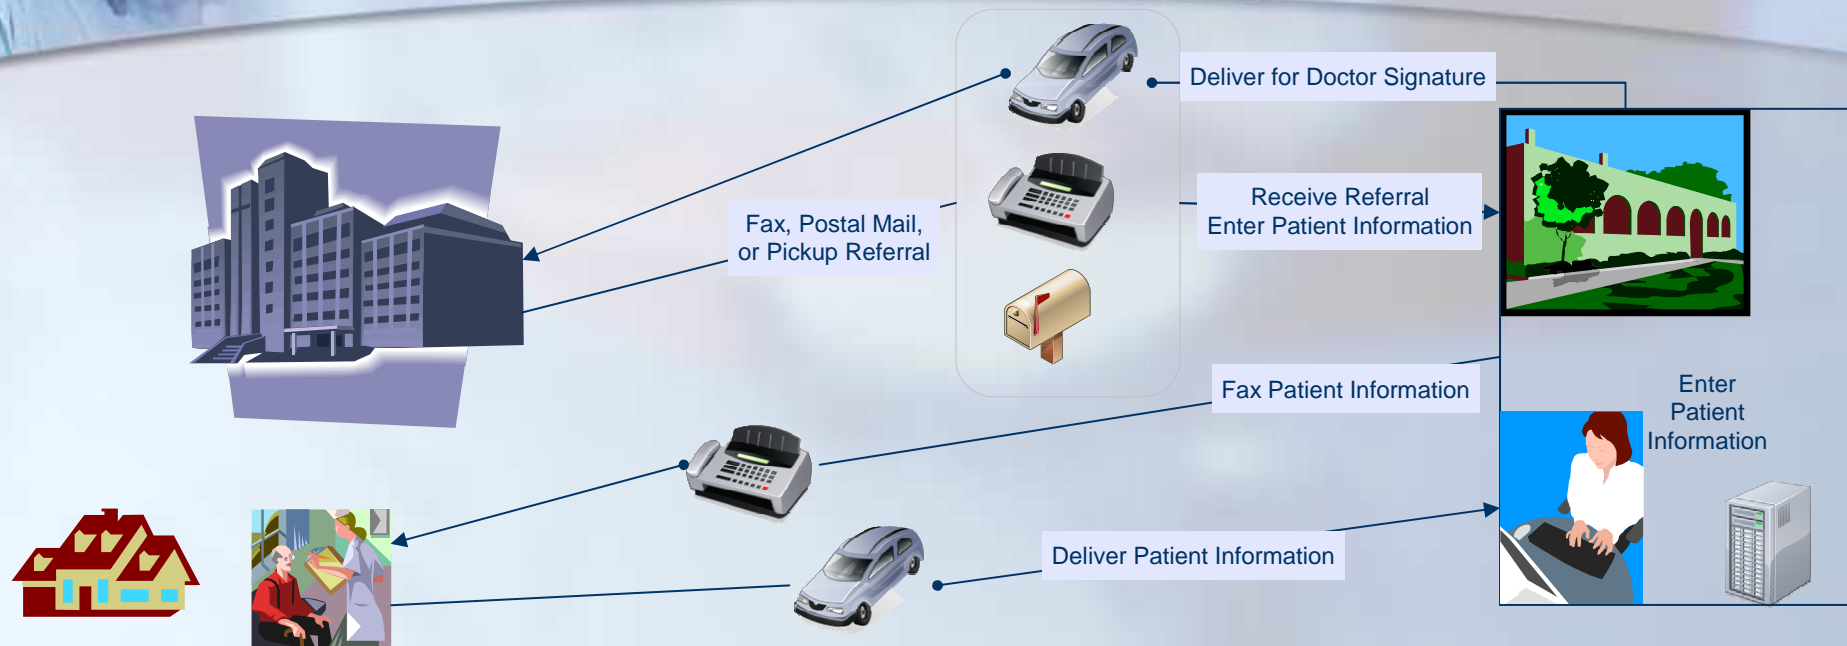 Deliver for Doctor Signature
Receive Referral
Enter Patient Information
Fax, Postal Mail,
or Pickup Referral
Fax Patient Information
Enter
Patient
Information
Deliver Patient Information